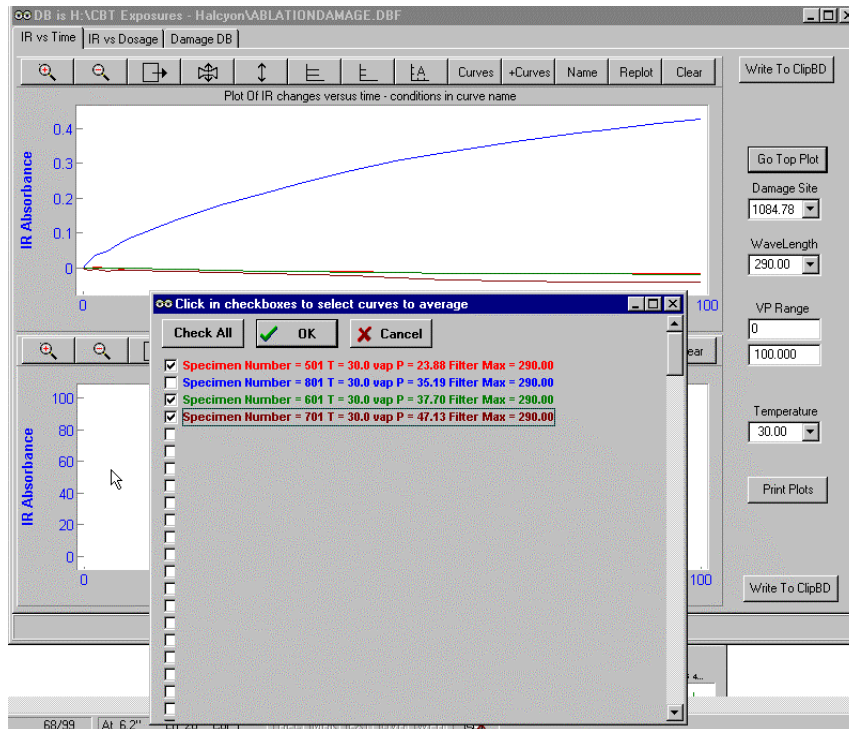 DB is H:\CBT Exposures - Halcyon\ABLATIONDAMAGE.DBF
IR vs Time IR vs Dosage Damage DB
Curves +Curves Name Replot Clear Write To ClipBD
Plot Of IR changes versus time - conditions in curve name
IR Absorbance
0.4
0.3
0.2
0.1
0
0 100
Go Top Plot
Damage Site
1084.78
WaveLength
290.00
VP Range
0
100.000
Temperature
30.00
Print Plots
Write To ClipBD
Click in checkboxes to select curves to average
Check All OK Cancel
Specimen Number = 501 T = 30.0 vap P = 23.88 Filter Max = 290.00
Specimen Number = 801 T = 30.0 vap P = 35.19 Filter Max = 290.00
Specimen Number = 601 T = 30.0 vap P = 37.70 Filter Max = 290.00
Specimen Number = 701 T = 30.0 vap P = 47.13 Filter Max = 290.00
ear
IR Absorbance
100
80
60
40
20
0
0 100
68/99 At 6.2"